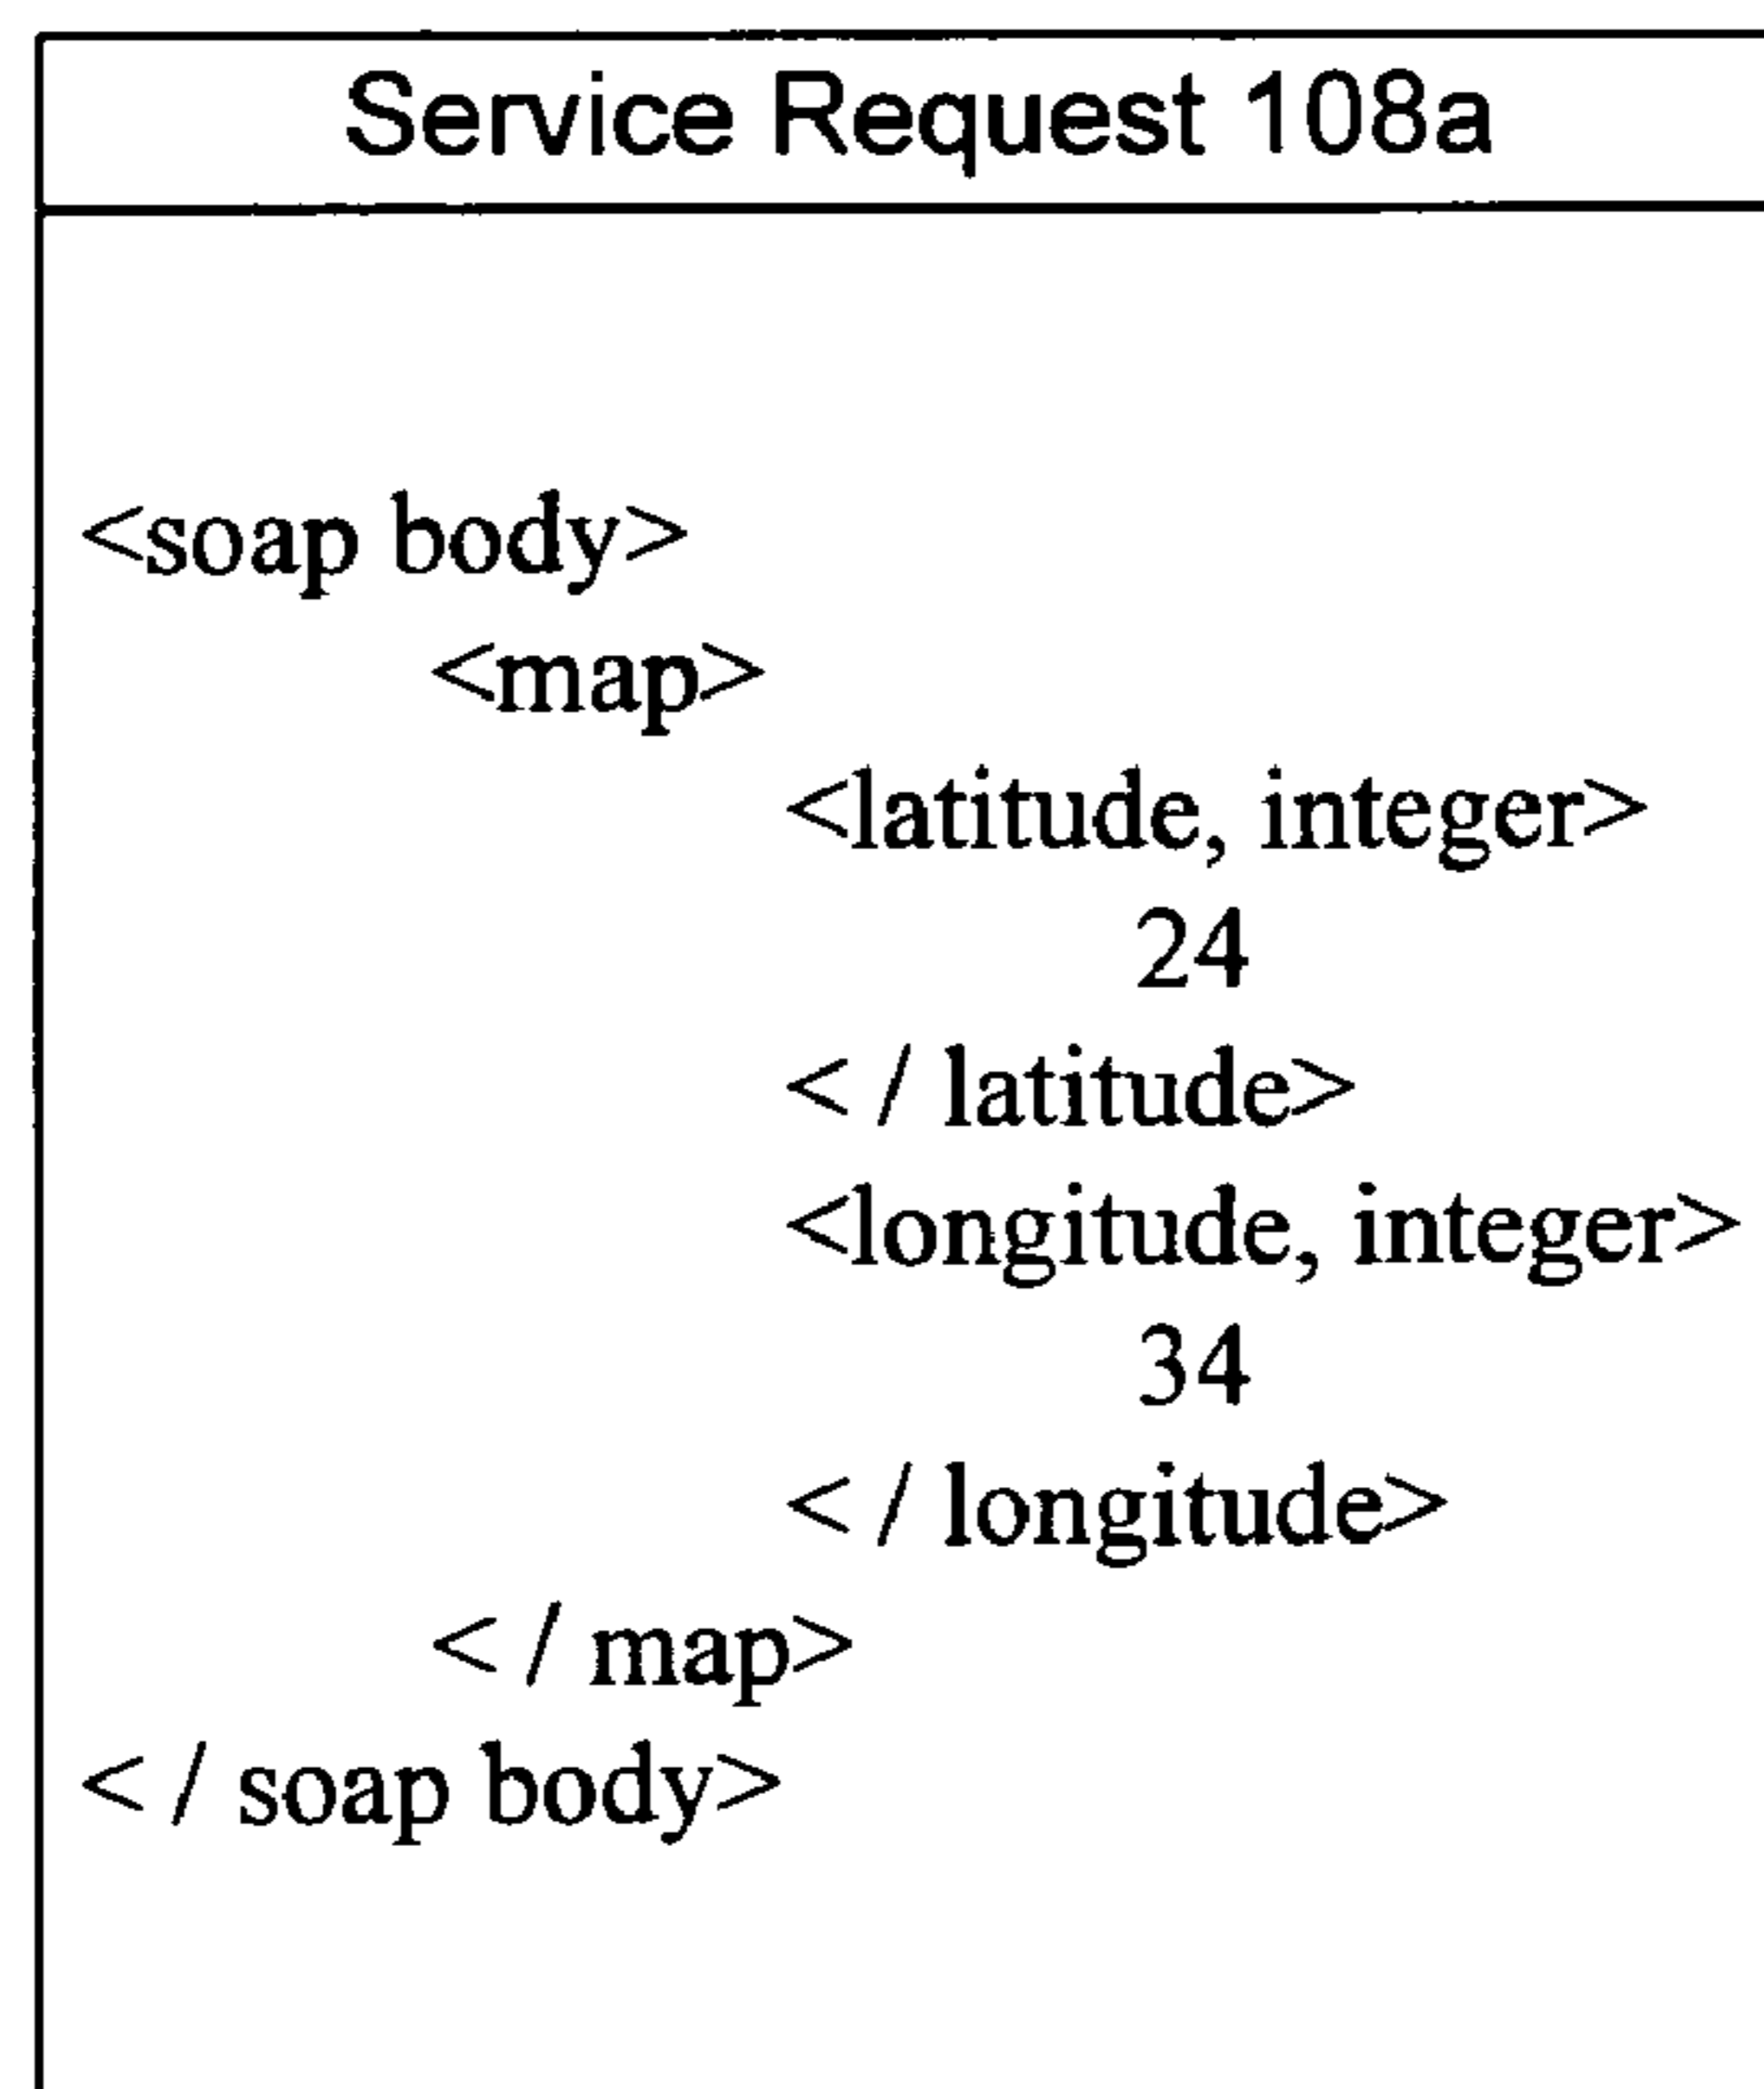 Service Request 108a
<soap body>
<map>
<latitude, integer>
24
< / latitude>
<longitude, integer>
34
< / longitude>
< / map>
< / soap body>